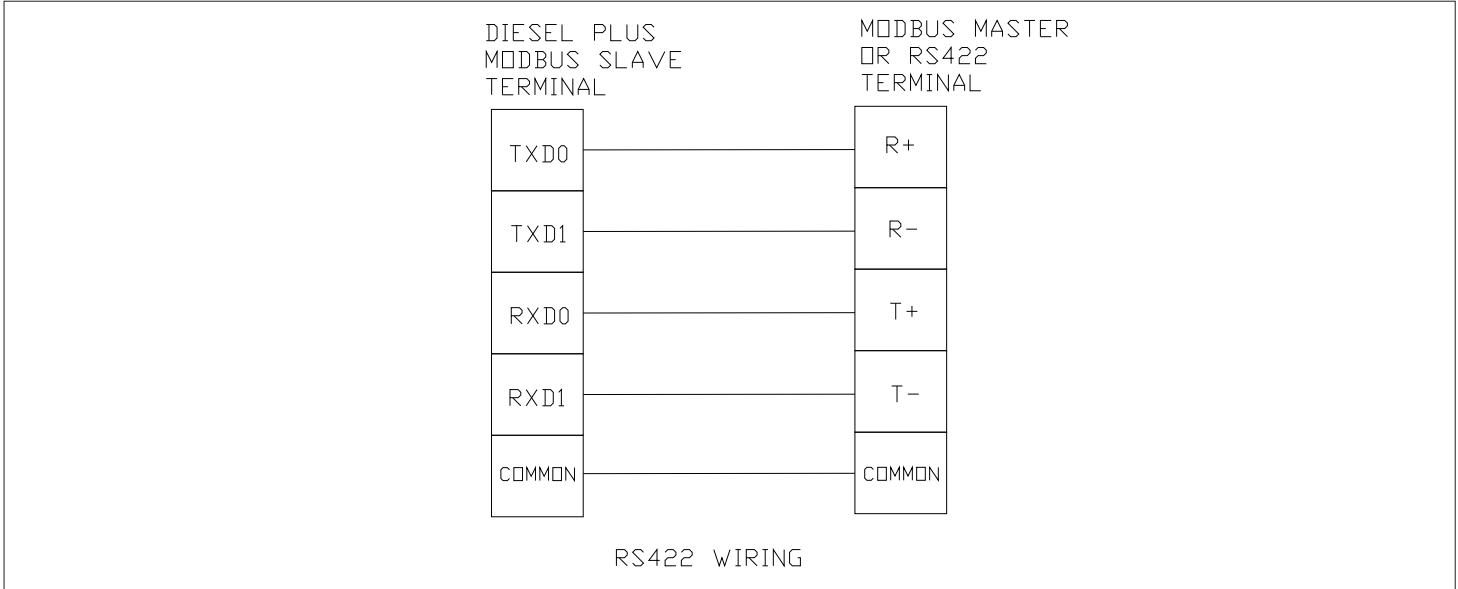 DIESEL PLUS
MODBUS SLAVE
TERMINAL
MODBUS MASTER
OR RS422
TERMINAL
TXD0
R+
TXD1
R-
RXD0
T+
RXD1
T-
COMMON
COMMON
RS422 WIRING